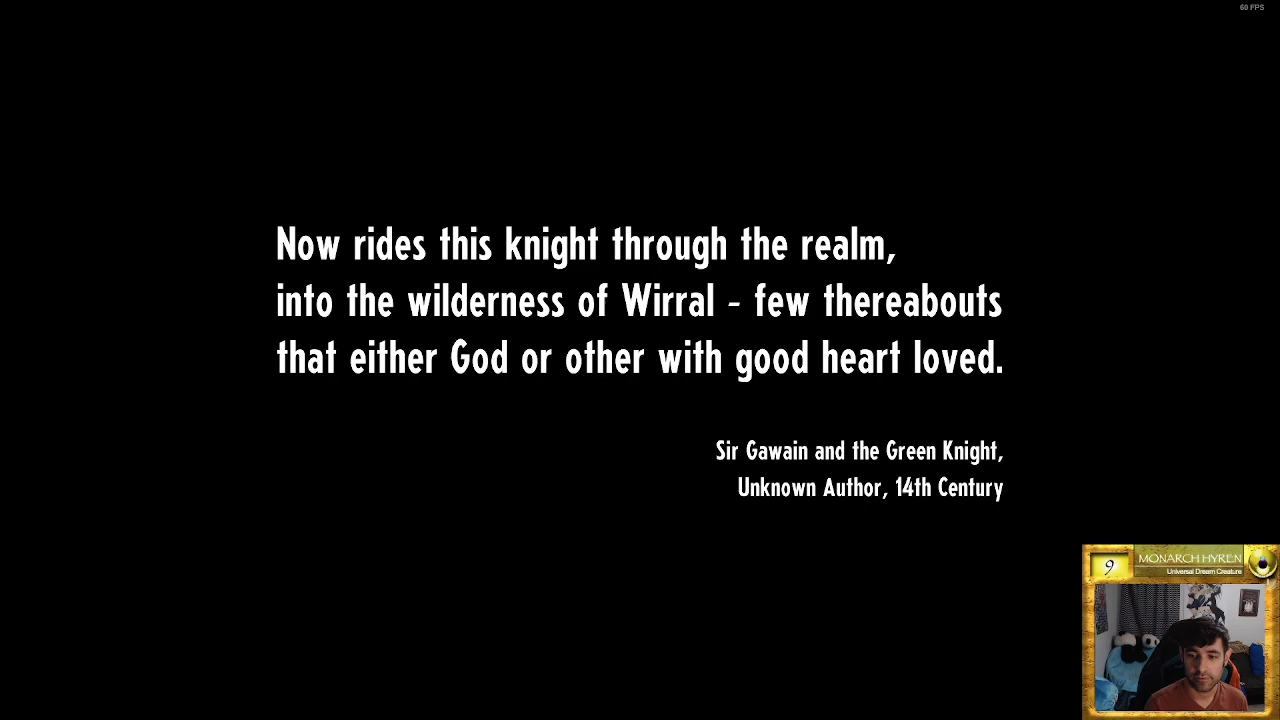 60 FPS
Now rides this knight through the realm,
into the wilderness of Wirral - few thereabouts
that either God or other with good heart loved.
Sir Gawain and the Green Knight,
Unknown Author, 14th Century
9
MONARCH HYREN
Universal Dream Creature